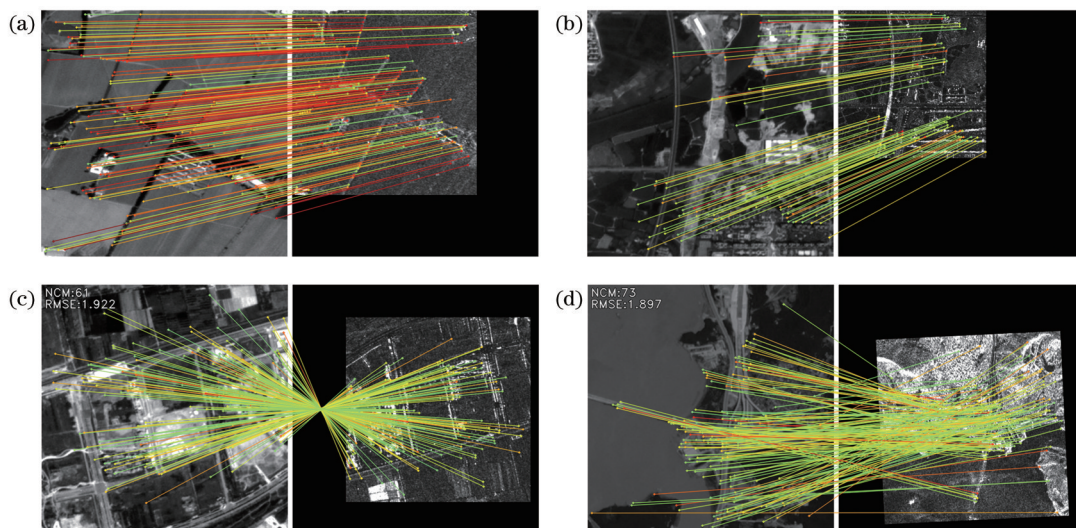 (a)
(b)
(c)
NCM:61
RMSE:1.922
(d)
NCM:73
RMSE:1.897